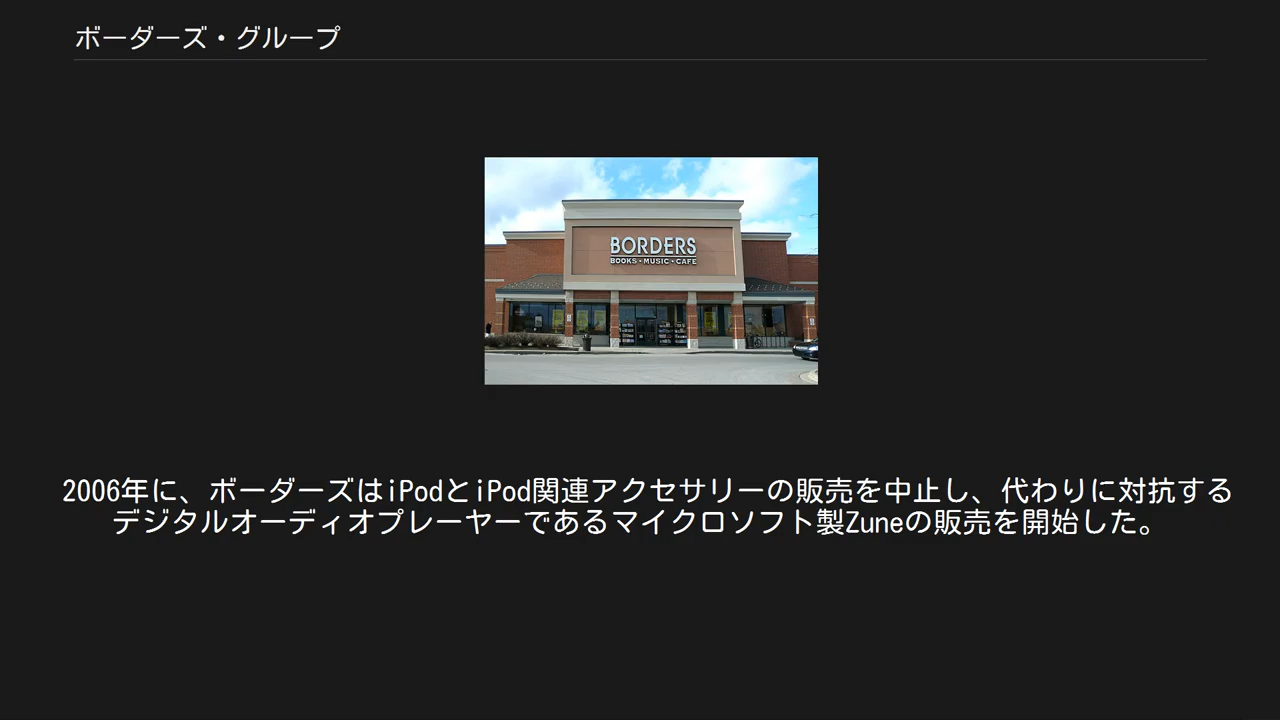 ボーダーズ・グループ
BORDERS
BOOKS・MUSIC・CAFE
2006年に、ボーダーズはiPodとiPod関連アクセサリーの販売を中止し、代わりに対抗する
デジタルオーディオプレーヤーであるマイクロソフト製Zuneの販売を開始した。